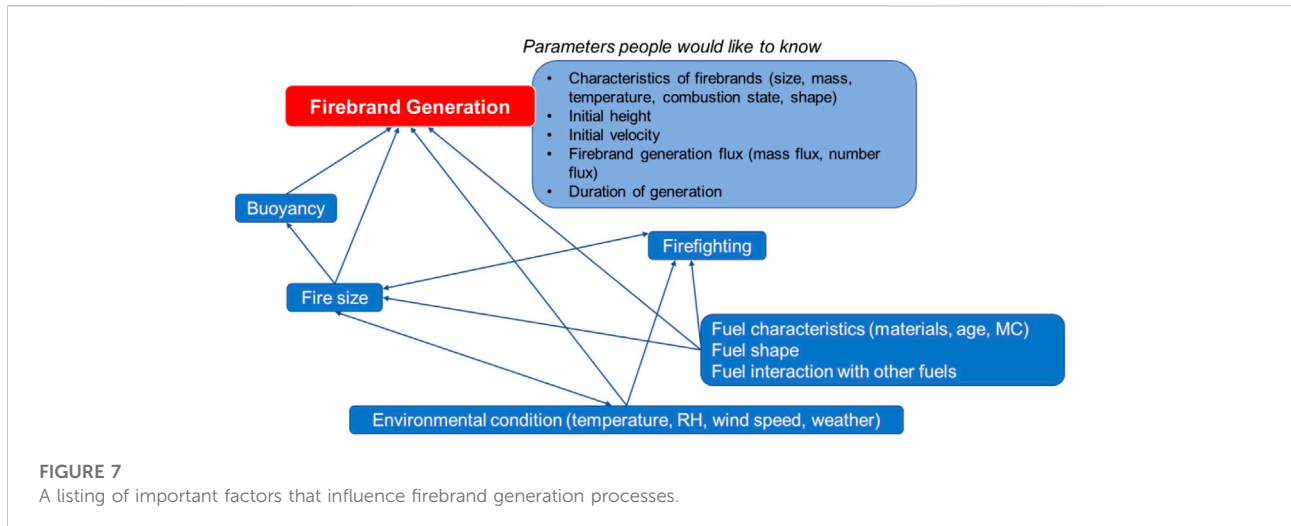 Parameters people would like to know
Firebrand Generation
• Characteristics of firebrands (size, mass,
temperature, combustion state, shape)
• Initial height
• Initial velocity
• Firebrand generation flux (mass flux, number
flux)
• Duration of generation
Buoyancy
Firefighting
Fire size
Fuel characteristics (materials, age, MC)
Fuel shape
Fuel interaction with other fuels
Environmental condition (temperature, RH, wind speed, weather)
FIGURE 7
A listing of important factors that influence firebrand generation processes.